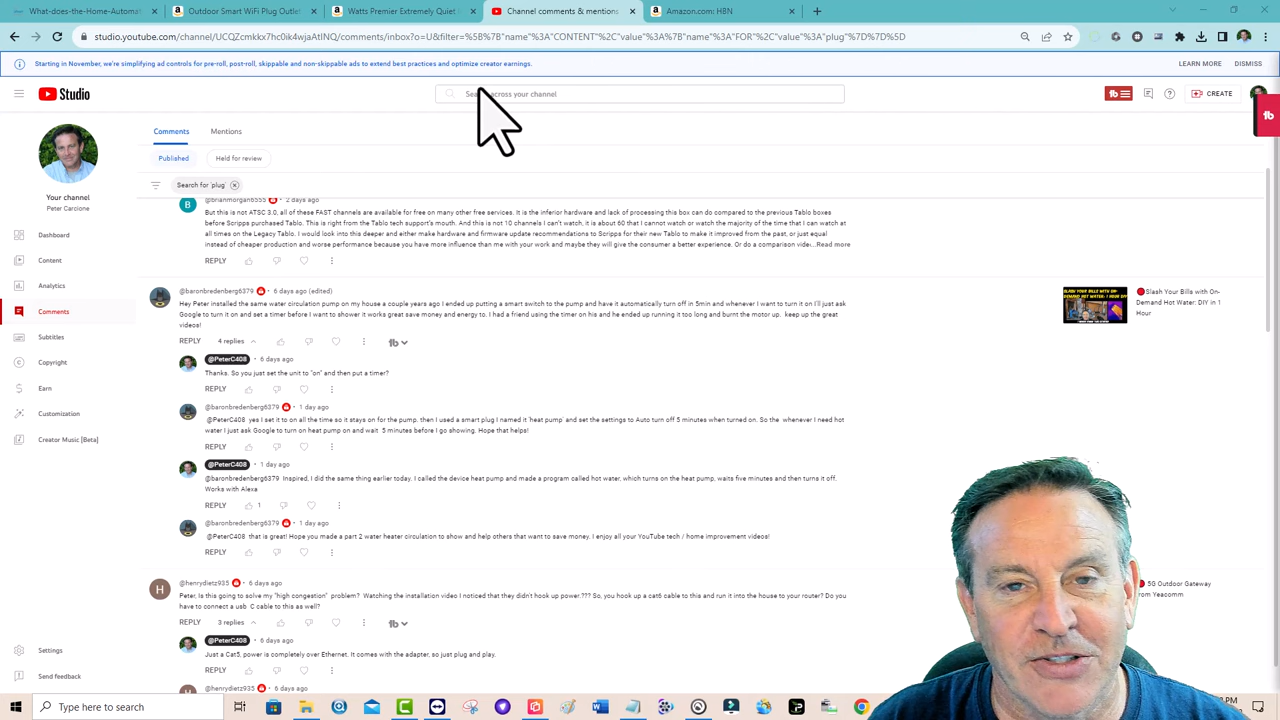 Amazon.com
Amazon Extremely Quiet W
Amazon.com
Channel comments & mentions
Amazon.com: HBN
studio.youtube.com/channel/UCQZcmkkx7hc0ik4wjaAtINQ/comments/inbox?o=U&filter=%5B%7B"name"%3A"CONTENT"%2C"value"%3A%7B"name"%3A"FOR"%2C"value"%3A"plug"%7D%7D%5D
Starting in November, we're simplifying ad controls for pre-roll, post-roll, skippable and non-skippable ads to extend best practices and optimize creator earnings.
LEARN MORE
DISMISS
Studio
Search across your channel
CREATE
Your channel
Peter Carcione
Dashboard
Content
Analytics
Comments
Subtitles
Copyright
Earn
Customization
Creator Music [Beta]
Settings
Send feedback
Comments
Mentions
Published
Held for review
Search for 'plug'
@brianmorgan6555 • 2 days ago
But this is not ATSC 3.0, all of these FAST channels are available for free on many other free services. It is the inferior hardware and lack of processing this box can do compared to the previous Tablo boxes
before Scripps purchased Tablo. This is right from the Tablo tech support's mouth. And this is not 10 channels I can't watch, it is about did that I cannot watch or watch the majority of the time that I can watch at
all times on the Legacy Tablo. I would look into this deeper and either make hardware and firmware update recommendations to Scripps for their new Tablo to make it improved from the past, or just equal
instead of cheaper production and worse performance because you have more influence than me with your work and maybe they will give the consumer a better experience. Or do a comparison vide...Read more
REPLY
@baronbredenberg6379 • 6 days ago (edited)
Hey Peter installed the same water circulation pump on my house a couple years ago I ended up puting a smart switch to the pump and have it automatically turn off in 5min and whenever I want to turn it on I'll just ask
Google to turn it on and set a timer before I want to shower it works great save money and energy to. I had a friend using the timer on his and he ended up running it too long and burnt the motor up. keep up the great
videos!
REPLY 4 replies
@PeterC408 • 6 days ago
Thanks. So you just set the unit to "on" and then put a timer?
REPLY
@baronbredenberg6379 • 1 day ago
@PeterC408 yes I set it to on all the time so it stays on for the pump, then I used a smart plug I named it 'heat pump' and set the settings to Auto turn off 5 minutes when turned on. So the whenever I need hot
water I just ask Google to turn on heat pump on and wait 5 minutes before I go showing. Hope that helps!
REPLY
@PeterC408 • 1 day ago
@baronbredenberg6379 Inspired, I did the same thing earlier today. I called the device heat pump and made a program called hot water, which turns on the heat pump, waits five minutes and then turns it off.
Works with Alexa
REPLY 1
@baronbredenberg6379 • 1 day ago
@PeterC408 that is great! Hope you made a part 2 water heater circulation to show and help others that want to save money. I enjoy all your YouTube tech / home improvement videos!
REPLY
@henrydietz935 • 6 days ago
Peter, Is this going to solve my "high congestion" problem? Watching the installation video I noticed that they didn't hook up power.??? So, you hook up a cat6 cable to this and run it into the house to your router? Do you
have to connect a usb C cable to this as well?
REPLY 3 replies
@PeterC408 • 6 days ago
Just a Cat5, power is completely over Ethernet. It comes with the adapter, so just plug and play.
REPLY
@henrydietz935 • 6 days ago
SLASH YOUR BILLS WITH ON-
DEMAND HOT WATER:
Slash Your Bills with On-
Demand Hot Water: DIY in 1
Hour
5G Outdoor Gateway
rom Yeacomm
Type here to search
PM